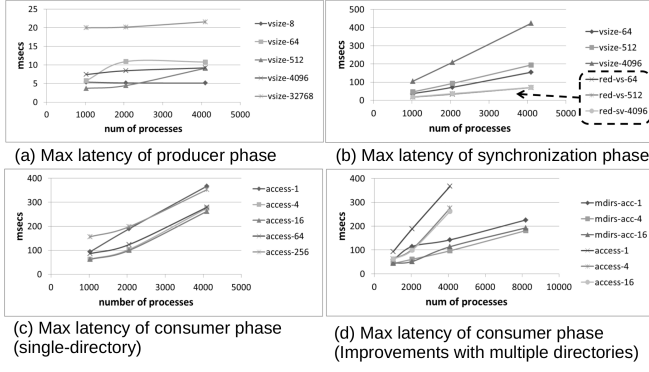 25
20
15
10
5
0
msecs
0 1000 2000 3000 4000 5000
num of processes
vsize-8
vsize-64
vsize-512
vsize-4096
vsize-32768
(a) Max latency of producer phase
500
400
300
200
100
0
msecs
0 1000 2000 3000 4000 5000
num of processes
vsize-64
vsize-512
vsize-4096
red-vs-64
red-vs-512
red-sv-4096
(b) Max latency of synchronization phase
400
300
200
100
0
msecs
0 1000 2000 3000 4000 5000
number of processes
access-1
access-4
access-16
access-64
access-256
(c) Max latency of consumer phase
(single-directory)
400
300
200
100
0
msecs
0 2000 4000 6000 8000 10000
num of processes
mdirs-acc-1
mdirs-acc-4
mdirs-acc-16
access-1
access-4
access-16
(d) Max latency of consumer phase
(Improvements with multiple directories)